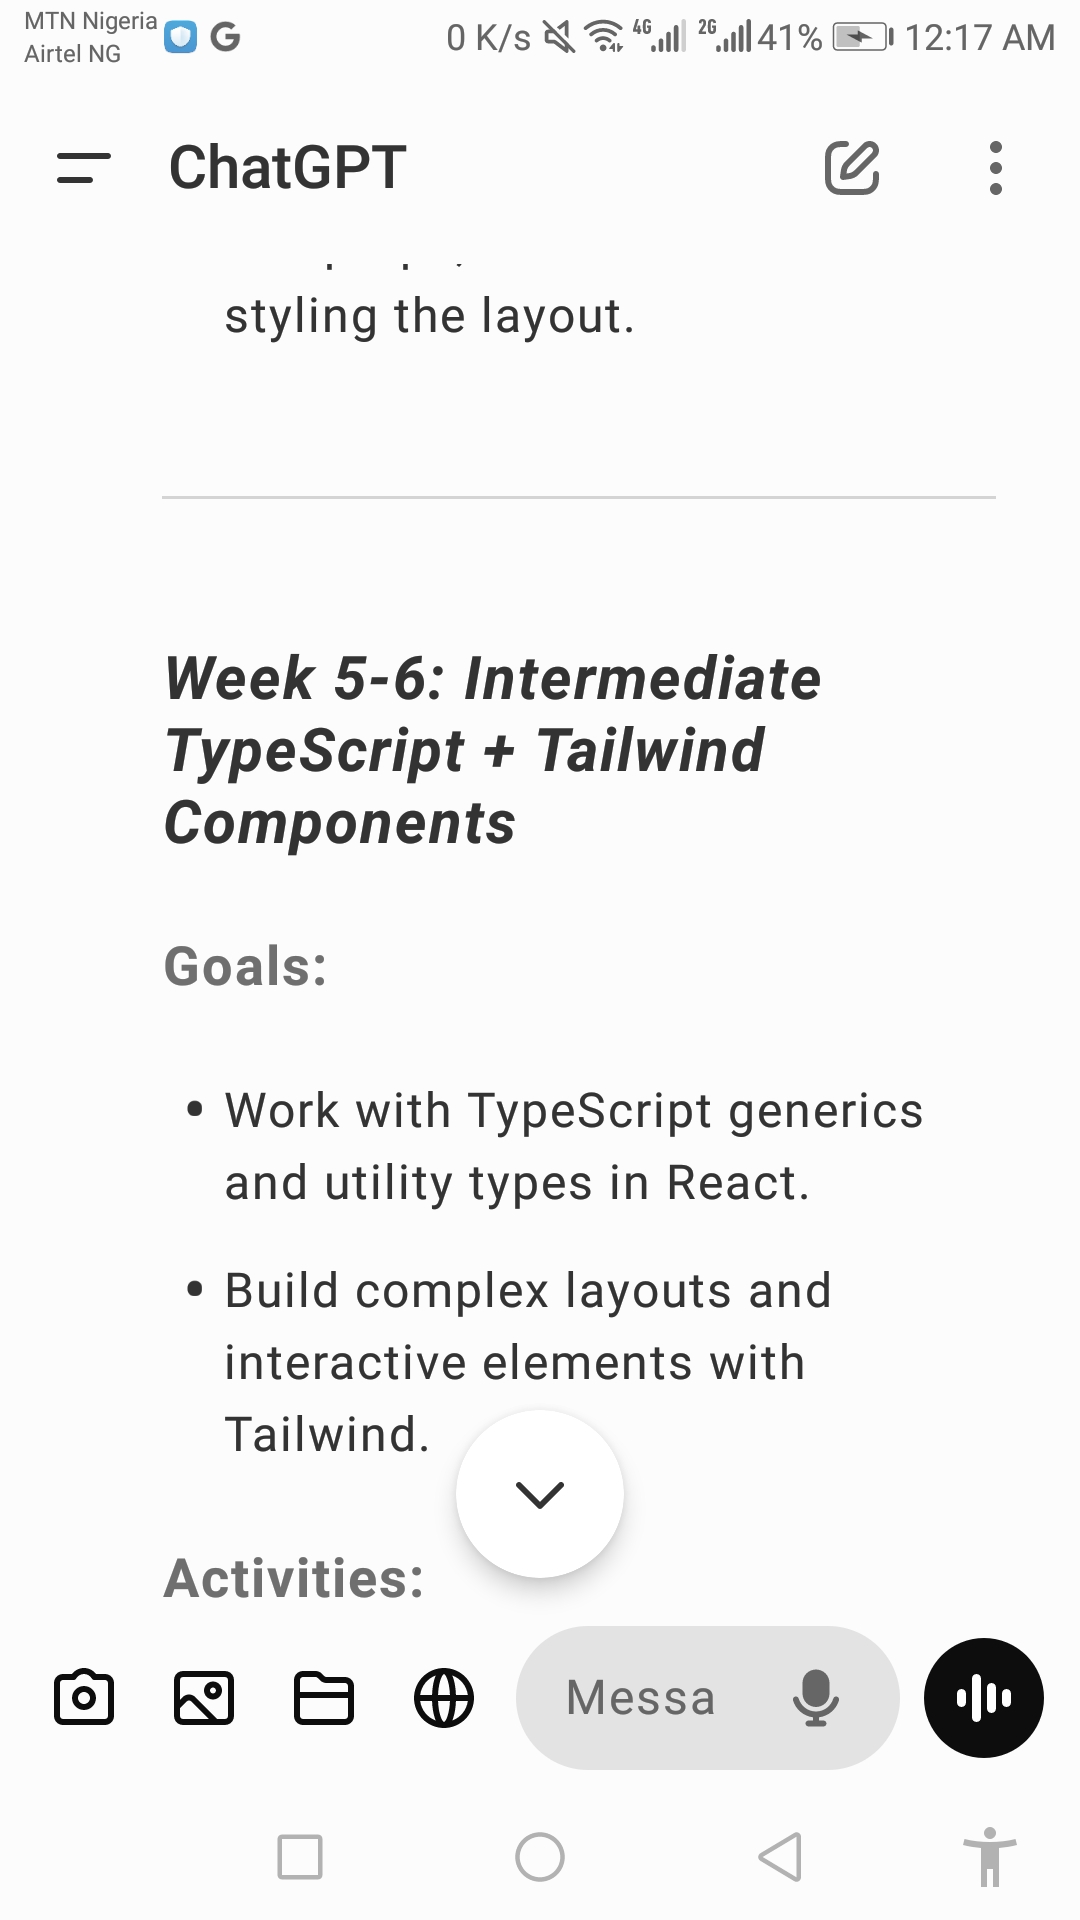 MTN Nigeria
Airtel NG
0 K/s 4G 2G 41% 12:17 AM
ChatGPT
styling the layout.
Week 5-6: Intermediate
TypeScript + Tailwind
Components
Goals:
• Work with TypeScript generics
and utility types in React.
• Build complex layouts and
interactive elements with
Tailwind.
Activities:
Messa